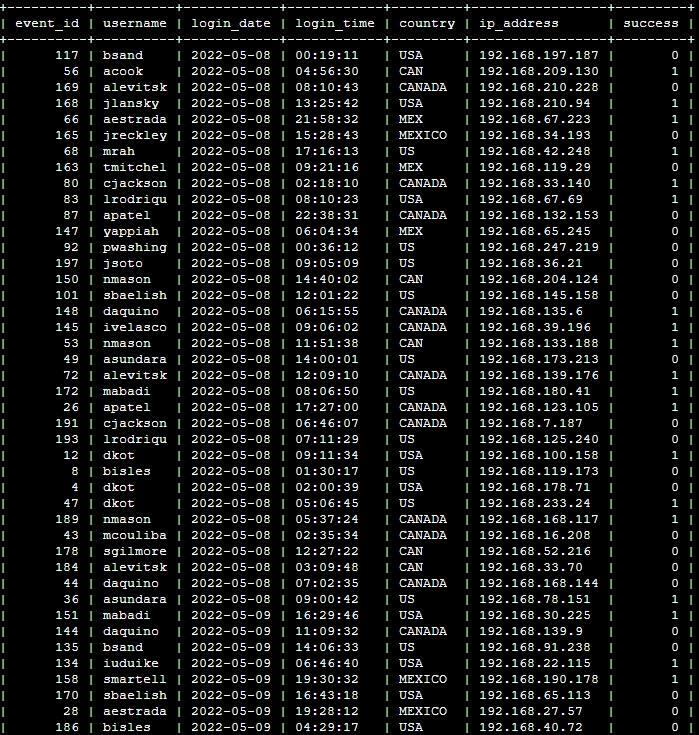 event_id | username | login_date | login_time | country | ip_address | success
| 117 | bsand | 2022-05-08 | 00:19:11 | USA | 192.168.197.187 | 0
| 56 | acook | 2022-05-08 | 04:56:30 | CAN | 192.168.209.130 | 1
| 169 | alevitsk | 2022-05-08 | 08:10:43 | CANADA | 192.168.210.228 | 0
| 168 | jlansky | 2022-05-08 | 13:25:42 | USA | 192.168.210.94 | 1
| 66 | aestrada | 2022-05-08 | 21:58:32 | MEX | 192.168.67.223 | 1
| 165 | jreckley | 2022-05-08 | 15:28:43 | MEXICO | 192.168.34.193 | 0
| 68 | mrah | 2022-05-08 | 17:16:13 | US | 192.168.42.248 | 1
| 163 | tmitchel | 2022-05-08 | 09:21:16 | MEX | 192.168.119.29 | 0
| 80 | cjackson | 2022-05-08 | 02:18:10 | CANADA | 192.168.33.140 | 1
| 83 | lrodriqu | 2022-05-08 | 08:10:23 | USA | 192.168.67.69 | 1
| 87 | apatel | 2022-05-08 | 22:38:31 | CANADA | 192.168.132.153 | 0
| 147 | yappiah | 2022-05-08 | 06:04:34 | MEX | 192.168.65.245 | 0
| 92 | pwashing | 2022-05-08 | 00:36:12 | US | 192.168.247.219 | 0
| 197 | jsoto | 2022-05-08 | 09:05:09 | US | 192.168.36.21 | 0
| 150 | nmason | 2022-05-08 | 14:40:02 | CAN | 192.168.204.124 | 0
| 101 | sbaelish | 2022-05-08 | 12:01:22 | US | 192.168.145.158 | 0
| 148 | daquino | 2022-05-08 | 06:15:55 | CANADA | 192.168.135.6 | 1
| 145 | ivelasco | 2022-05-08 | 09:06:02 | CANADA | 192.168.39.196 | 1
| 53 | nmason | 2022-05-08 | 11:51:38 | CAN | 192.168.133.188 | 1
| 49 | asundara | 2022-05-08 | 14:00:01 | US | 192.168.173.213 | 0
| 72 | alevitsk | 2022-05-08 | 12:09:10 | CANADA | 192.168.139.176 | 1
| 172 | mabadi | 2022-05-08 | 08:06:50 | US | 192.168.180.41 | 1
| 26 | apatel | 2022-05-08 | 17:27:00 | CANADA | 192.168.123.105 | 1
| 191 | cjackson | 2022-05-08 | 06:46:07 | CANADA | 192.168.7.187 | 0
| 193 | lrodriqu | 2022-05-08 | 07:11:29 | US | 192.168.125.240 | 0
| 12 | dkot | 2022-05-08 | 09:11:34 | USA | 192.168.100.158 | 1
| 8 | bisles | 2022-05-08 | 01:30:17 | US | 192.168.119.173 | 0
| 4 | dkot | 2022-05-08 | 02:00:39 | USA | 192.168.178.71 | 0
| 47 | dkot | 2022-05-08 | 05:06:45 | US | 192.168.233.24 | 1
| 189 | nmason | 2022-05-08 | 05:37:24 | CANADA | 192.168.168.117 | 1
| 43 | mcouliba | 2022-05-08 | 02:35:34 | CANADA | 192.168.16.208 | 0
| 178 | sgilmore | 2022-05-08 | 12:27:22 | CAN | 192.168.52.216 | 0
| 184 | alevitsk | 2022-05-08 | 03:09:48 | CAN | 192.168.33.70 | 0
| 44 | daquino | 2022-05-08 | 07:02:35 | CANADA | 192.168.168.144 | 0
| 36 | asundara | 2022-05-08 | 09:00:42 | US | 192.168.78.151 | 1
| 151 | mabadi | 2022-05-09 | 16:29:46 | USA | 192.168.30.225 | 1
| 144 | daquino | 2022-05-09 | 11:09:32 | CANADA | 192.168.139.9 | 0
| 135 | bsand | 2022-05-09 | 14:06:33 | US | 192.168.91.238 | 0
| 134 | iuduike | 2022-05-09 | 06:46:40 | USA | 192.168.22.115 | 1
| 158 | smartell | 2022-05-09 | 19:30:32 | MEXICO | 192.168.190.178 | 1
| 170 | sbaelish | 2022-05-09 | 16:43:18 | USA | 192.168.65.113 | 0
| 28 | aestrada | 2022-05-09 | 19:28:12 | MEXICO | 192.168.27.57 | 0
| 186 | bisles | 2022-05-09 | 04:29:17 | USA | 192.168.40.72 | 0